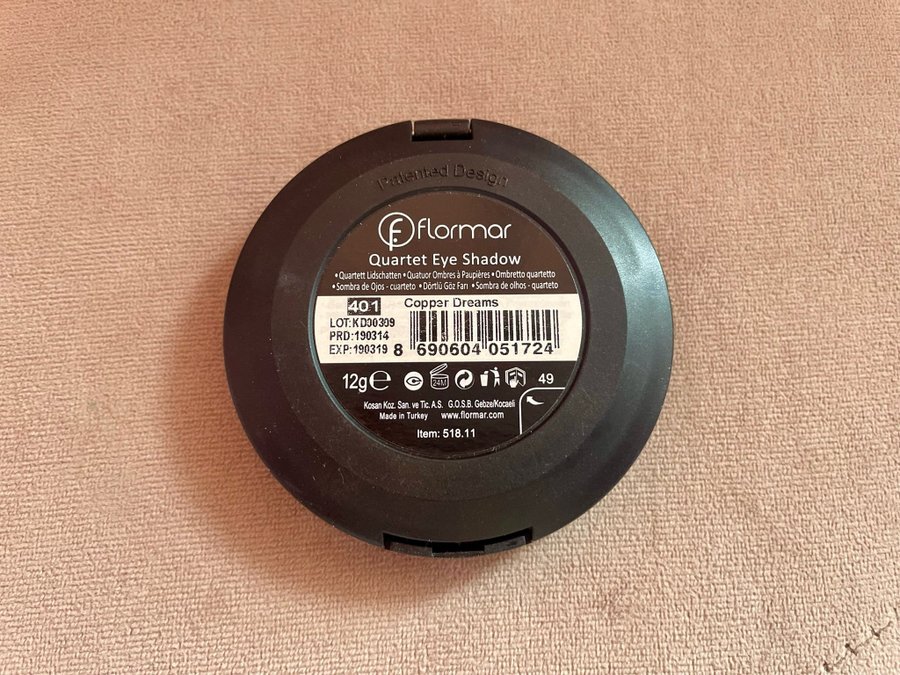 Patented Design
flormar
Quartet Eye Shadow
• Quartett Lidschatten • Quatuor Ombres à Paupières • Ombretto quartetto
• Sombra de Ojos - cuarteto • Dörtlü Göz Farı • Sombra de olhos - quarteto
401 Copper Dreams
LOT:KD00309
PRD:190314
EXP:190319
8 690604 051724
12g e 24M 49
Kosan Koz. San. ve Tic. A.S. G.O.S.B. Gebze/Kocaeli
Made in Turkey www.flormar.com
Item: 518.11